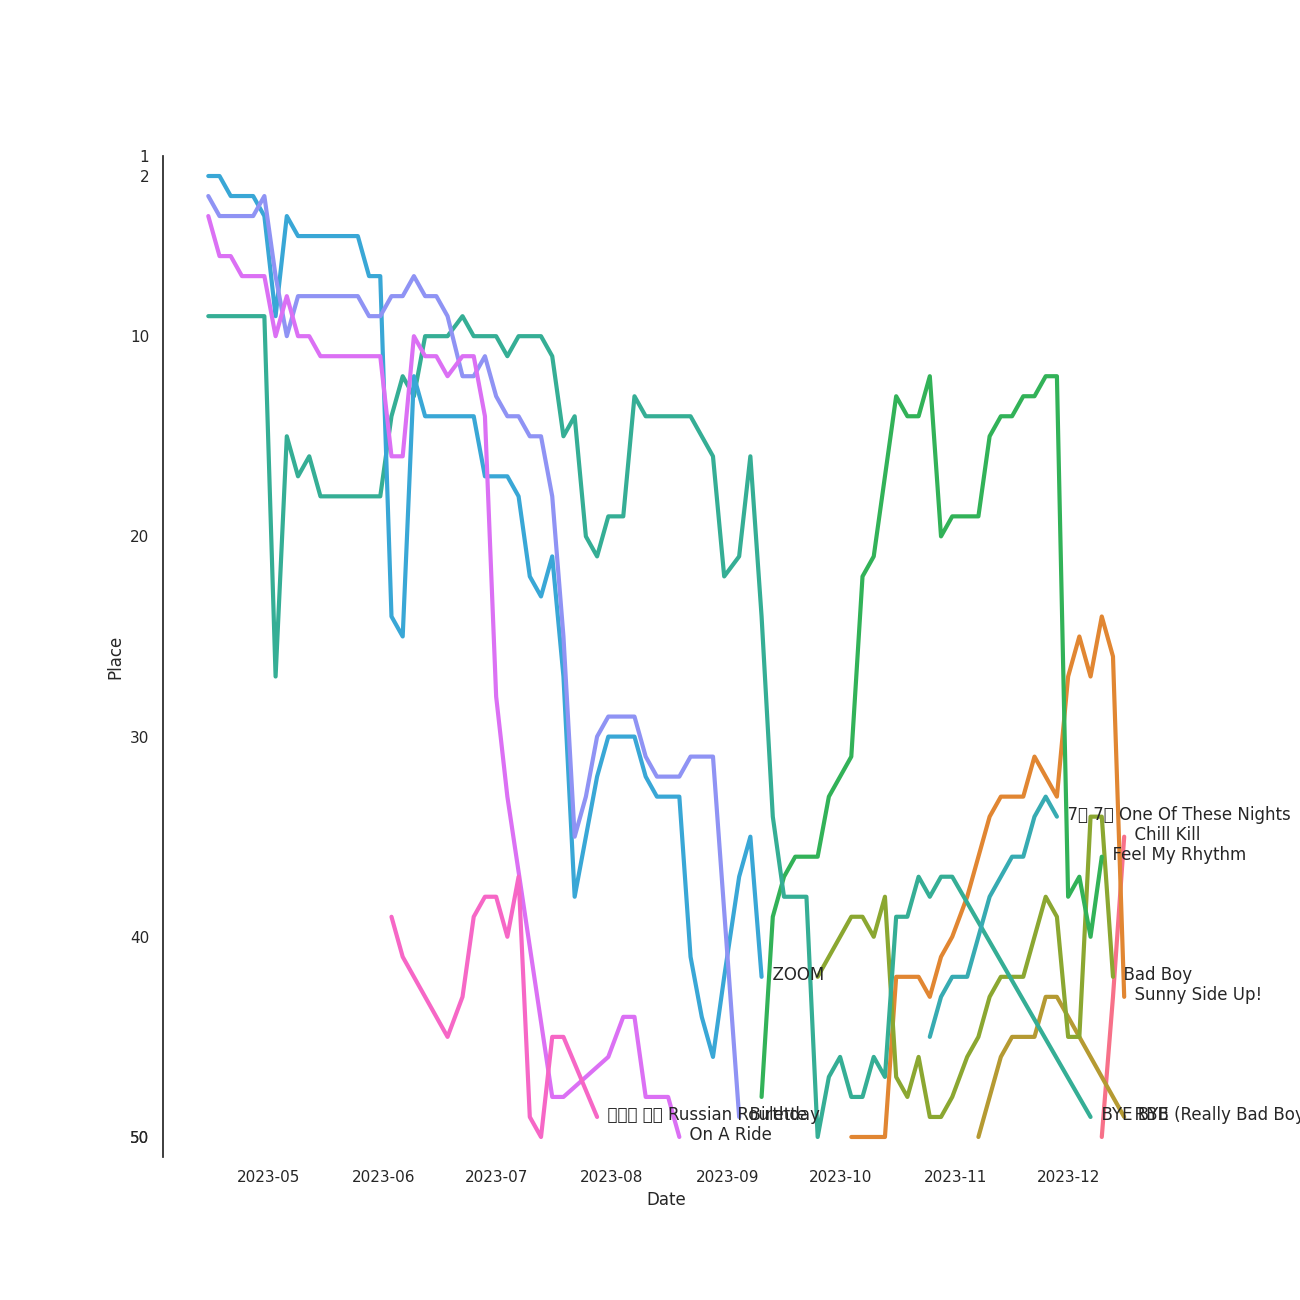 1
2
10
20
30
40
50
Place
7 7 One Of These Nights
Chill Kill
Feel My Rhythm
ZOOM
Bad Boy
Sunny Side Up!
Russian Roulette
Birthday
BYE BYE
RBB (Really Bad Boy
On A Ride
2023-05
2023-06
2023-07
2023-08
2023-09
2023-10
2023-11
2023-12
Date